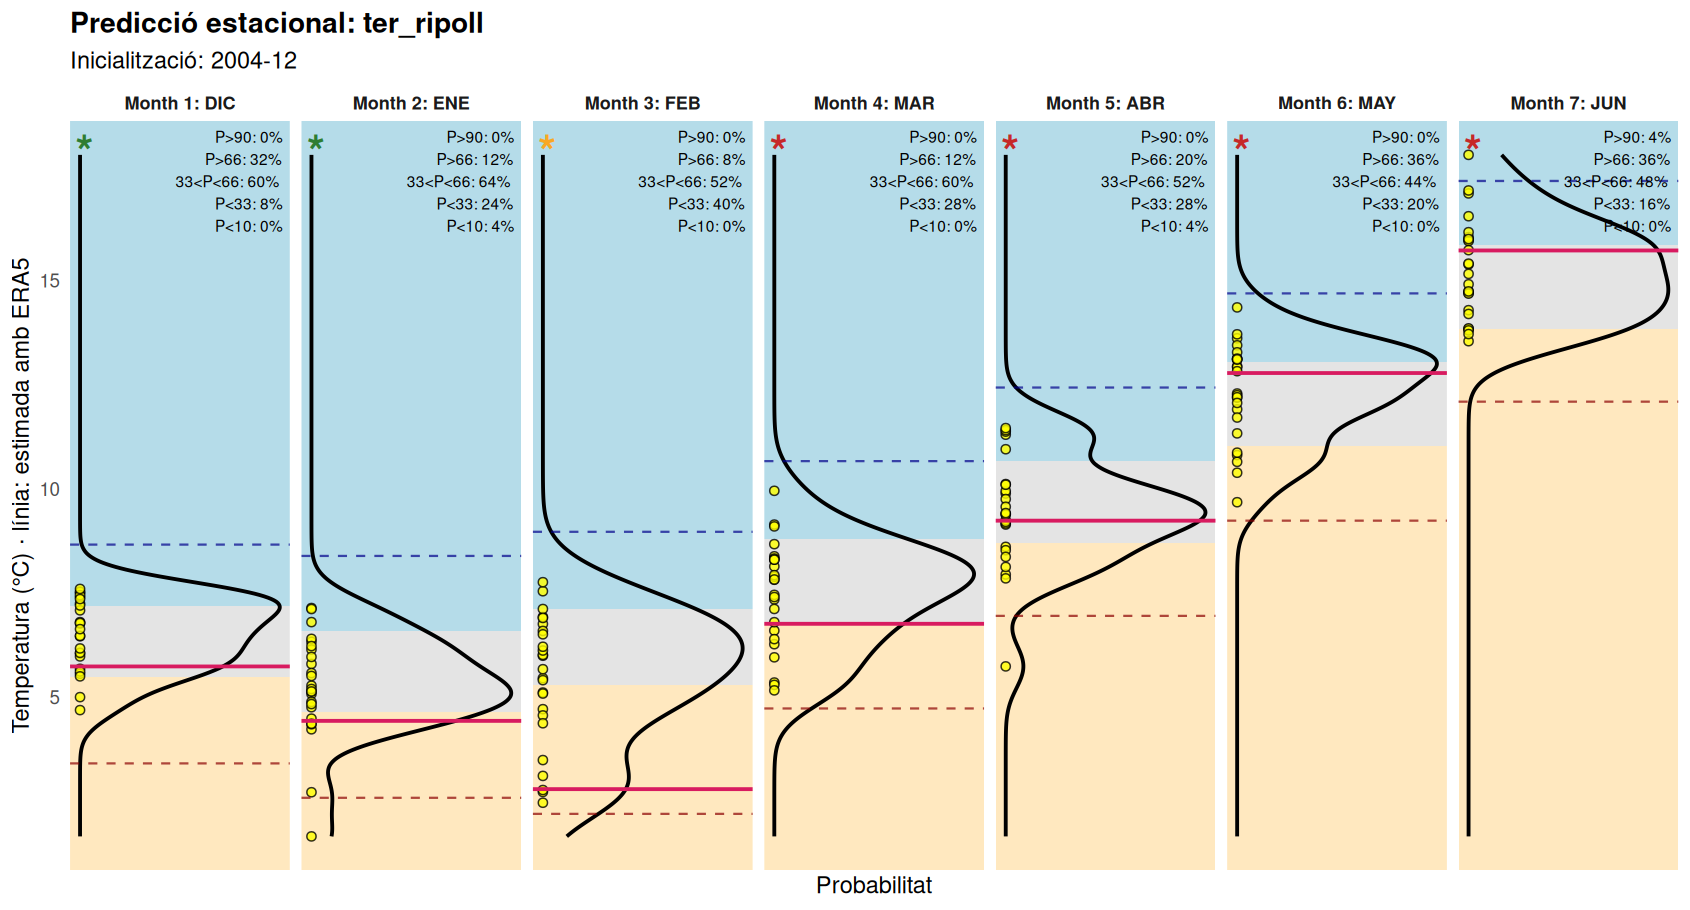 Predicció estacional: ter_ripoll
Inicialització: 2004-12
Month 1: DIC
P>90: 0%
P>66: 32%
33<P<66: 60%
P<33: 8%
P<10: 0%
Month 2: ENE
P>90: 0%
P>66: 12%
33<P<66: 64%
P<33: 24%
P<10: 4%
Month 3: FEB
P>90: 0%
P>66: 8%
33<P<66: 52%
P<33: 40%
P<10: 0%
Month 4: MAR
P>90: 0%
P>66: 12%
33<P<66: 60%
P<33: 28%
P<10: 0%
Month 5: ABR
P>90: 0%
P>66: 20%
33<P<66: 52%
P<33: 28%
P<10: 4%
Month 6: MAY
P>90: 0%
P>66: 36%
33<P<66: 44%
P<33: 20%
P<10: 0%
Month 7: JUN
P>90: 4%
P>66: 36%
33<P<66: 48%
P<33: 16%
P<10: 0%
Temperatura (°C) · línia: estimada amb ERA5
15
10
5
Probabilitat